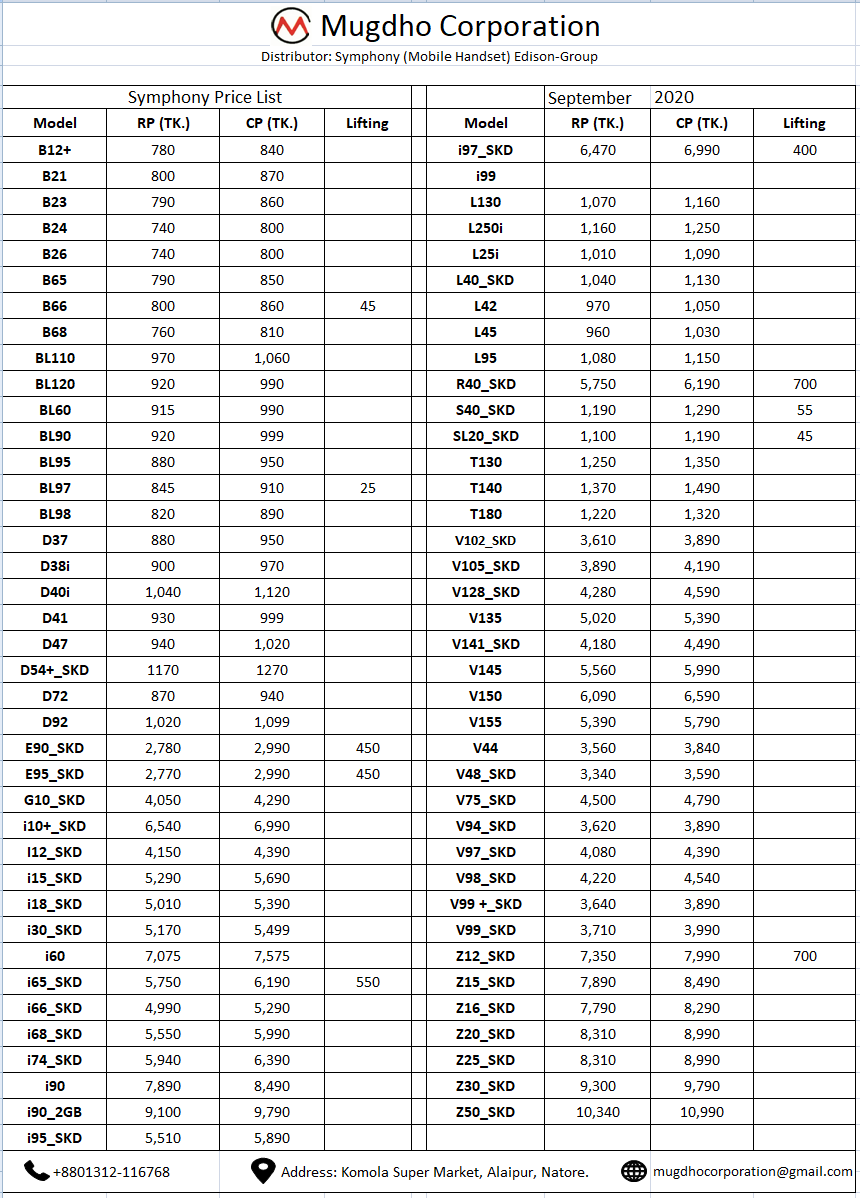 Mugdho Corporation
Distributor: Symphony (Mobile Handset) Edison-Group
Symphony Price List September 2020
Model RP (TK.) CP (TK.) Lifting Model RP (TK.) CP (TK.) Lifting
B12+ 780 840 i97_SKD 6,470 6,990 400
B21 800 870 i99
B23 790 860 L130 1,070 1,160
B24 740 800 L250i 1,160 1,250
B26 740 800 L25i 1,010 1,090
B65 790 850 L40_SKD 1,040 1,130
B66 800 860 45 L42 970 1,050
B68 760 810 L45 960 1,030
BL110 970 1,060 L95 1,080 1,150
BL120 920 990 R40_SKD 5,750 6,190 700
BL60 915 990 S40_SKD 1,190 1,290 55
BL90 920 999 SL20_SKD 1,100 1,190 45
BL95 880 950 T130 1,250 1,350
BL97 845 910 25 T140 1,370 1,490
BL98 820 890 T180 1,220 1,320
D37 880 950 V102_SKD 3,610 3,890
D38i 900 970 V105_SKD 3,890 4,190
D40i 1,040 1,120 V128_SKD 4,280 4,590
D41 930 999 V135 5,020 5,390
D47 940 1,020 V141_SKD 4,180 4,490
D54+_SKD 1170 1270 V145 5,560 5,990
D72 870 940 V150 6,090 6,590
D92 1,020 1,099 V155 5,390 5,790
E90_SKD 2,780 2,990 450 V44 3,560 3,840
E95_SKD 2,770 2,990 450 V48_SKD 3,340 3,590
G10_SKD 4,050 4,290 V75_SKD 4,500 4,790
i10+_SKD 6,540 6,990 V94_SKD 3,620 3,890
I12_SKD 4,150 4,390 V97_SKD 4,080 4,390
i15_SKD 5,290 5,690 V98_SKD 4,220 4,540
i18_SKD 5,010 5,390 V99 +_SKD 3,640 3,890
i30_SKD 5,170 5,499 V99_SKD 3,710 3,990
i60 7,075 7,575 Z12_SKD 7,350 7,990 700
i65_SKD 5,750 6,190 550 Z15_SKD 7,890 8,490
i66_SKD 4,990 5,290 Z16_SKD 7,790 8,290
i68_SKD 5,550 5,990 Z20_SKD 8,310 8,990
i74_SKD 5,940 6,390 Z25_SKD 8,310 8,990
i90 7,890 8,490 Z30_SKD 9,300 9,790
i90_2GB 9,100 9,790 Z50_SKD 10,340 10,990
i95_SKD 5,510 5,890
+8801312-116768 Address: Komola Super Market, Alaipur, Natore. mugdhocorporation@gmail.com